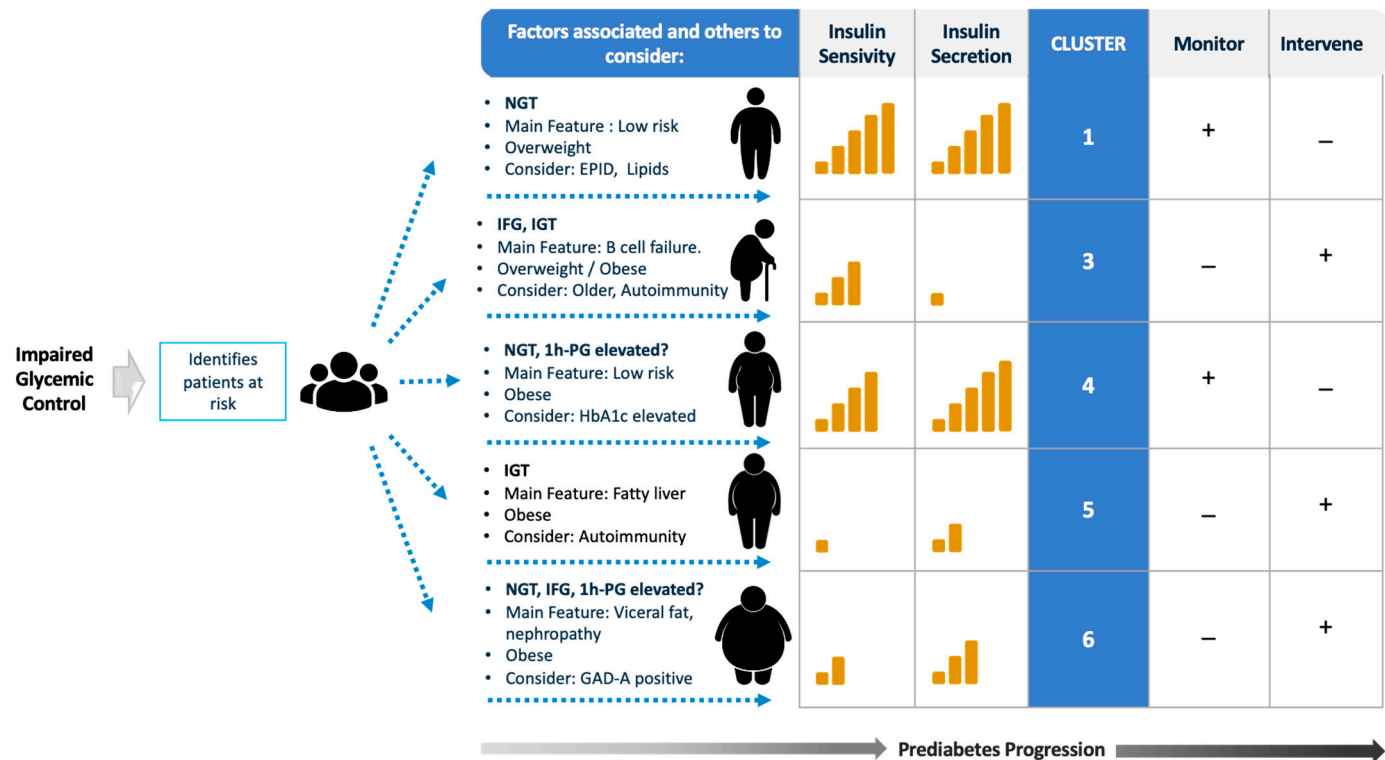 Factors associated and others to
consider:
Insulin
Sensivity
Insulin
Secretion
CLUSTER
Monitor
Intervene
• NGT
• Main Feature : Low risk
• Overweight
• Consider: EPID, Lipids
1
+
–
• IFG, IGT
• Main Feature: B cell failure.
• Overweight / Obese
• Consider: Older, Autoimmunity
3
–
+
Impaired
Glycemic
Control
Identifies
patients at
risk
• NGT, 1h-PG elevated?
• Main Feature: Low risk
• Obese
• Consider: HbA1c elevated
4
+
–
• IGT
• Main Feature: Fatty liver
• Obese
• Consider: Autoimmunity
5
–
+
• NGT, IFG, 1h-PG elevated?
• Main Feature: Viceral fat,
nephropathy
• Obese
• Consider: GAD-A positive
6
–
+
Prediabetes Progression